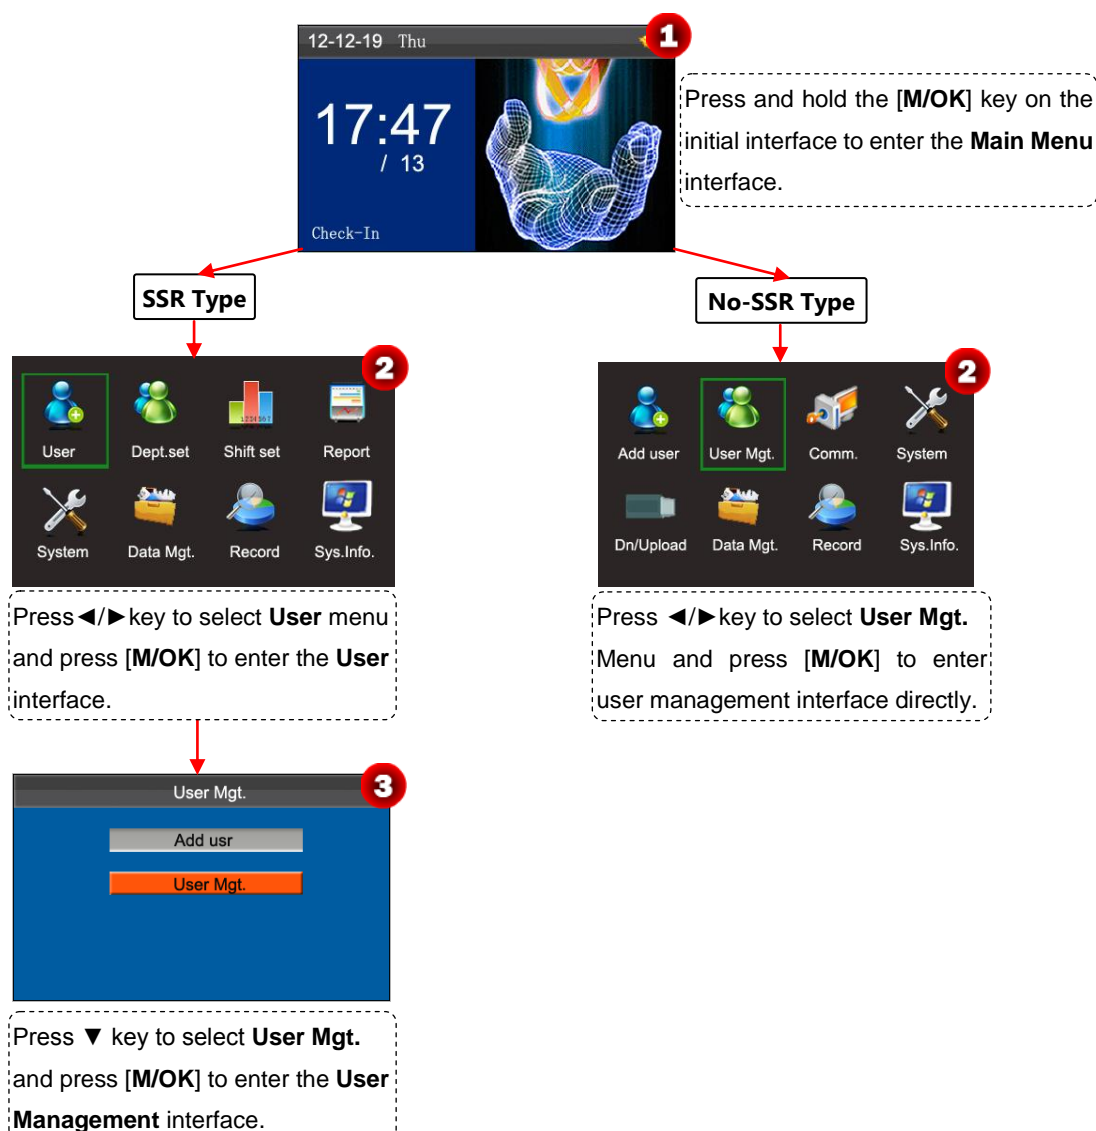 12-12-19 Thu
1
17:47
/ 13
Check-In
Press and hold the [M/OK] key on the
initial interface to enter the Main Menu
interface.
SSR Type
No-SSR Type
2
User Dept.set Shift set Report
System Data Mgt. Record Sys.Info.
Press◄/►key to select User menu
and press [M/OK] to enter the User
interface.
2
Add user User Mgt. Comm. System
Dn/Upload Data Mgt. Record Sys.Info.
Press ◄/►key to select User Mgt.
Menu and press [M/OK] to enter
user management interface directly.
3
User Mgt.
Add usr
User Mgt.
Press ▼ key to select User Mgt.
and press [M/OK] to enter the User
Management interface.